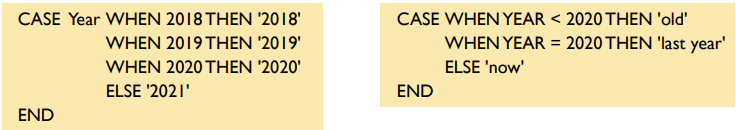 CASE Year WHEN 2018 THEN '2018'
WHEN 2019 THEN '2019'
WHEN 2020 THEN '2020'
ELSE '2021'
END
CASE WHEN YEAR < 2020 THEN 'old'
WHEN YEAR = 2020 THEN 'last year'
ELSE 'now'
END